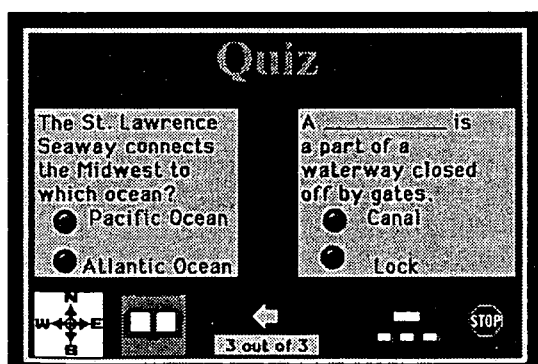 Quiz
The St. Lawrence
Seaway connects
the Midwest to
which ocean?
Pacific Ocean
Atlantic Ocean
A ____________ is
a part of a
waterway closed
off by gates.
Canal
Lock
N
W E
S
3 out of 3
STOP